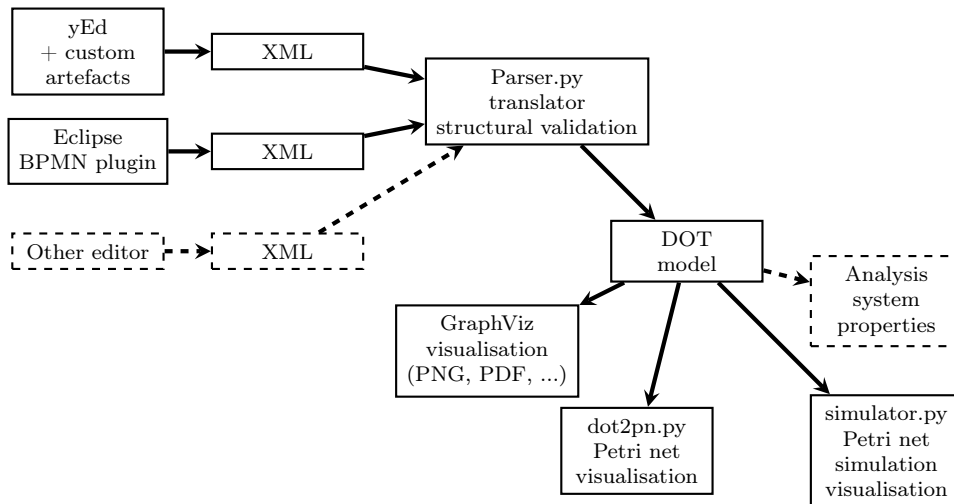 yEd
+ custom
artefacts
XML
Parser.py
translator
structural validation
Eclipse
BPMN plugin
XML
Other editor
XML
DOT
model
Analysis
system
properties
GraphViz
visualisation
(PNG, PDF, ...)
dot2pn.py
Petri net
visualisation
simulator.py
Petri net
simulation
visualisation